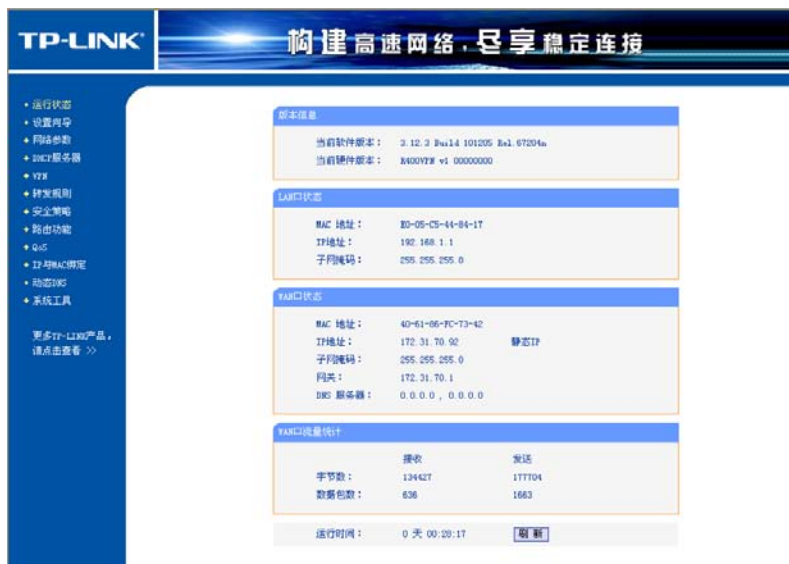 TP-LINK®
构建高速网络，尽享稳定连接
• 运行状态
• 设置向导
• 网络参数
• DHCP服务器
• VPN
• 转发规则
• 安全策略
• 路由功能
• QoS
• IP与MAC绑定
• 动态DNS
• 系统工具
更多TP-LINK产品，
请点击查看 >>
版本信息
当前软件版本： 3.12.3 Build 101205 Rel.67204n
当前硬件版本： R400VPN v1 00000000
LAN口状态
MAC 地址： E0-05-C5-44-84-17
IP地址： 192.168.1.1
子网掩码： 255.255.255.0
WAN口状态
MAC 地址： 40-61-86-FC-73-42
IP地址： 172.31.70.92 静态IP
子网掩码： 255.255.255.0
网关： 172.31.70.1
DNS 服务器： 0.0.0.0 , 0.0.0.0
WAN口流量统计
接收 发送
字节数： 134427 177704
数据包数： 636 1663
运行时间： 0 天 00:28:17 刷 新